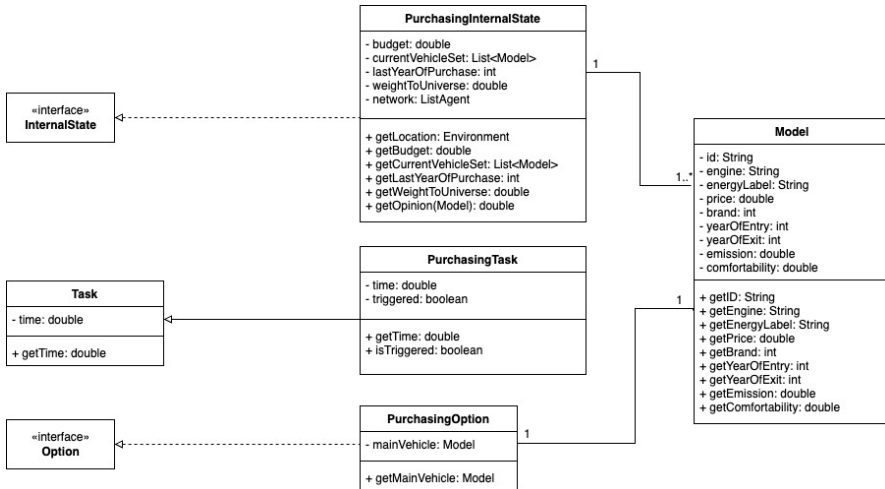 PurchasingInternalState
- budget: double
- currentVehicleSet: List<Model>
- lastYearOfPurchase: int
- weightToUniverse: double
- network: ListAgent
+ getLocation: Environment
+ getBudget: double
+ getCurrentVehicleSet: List<Model>
+ getLastYearOfPurchase: int
+ getWeightToUniverse: double
+ getOpinion(Model): double
1
1..*
«interface»
InternalState
Model
- id: String
- engine: String
- energyLabel: String
- price: double
- brand: int
- yearOfEntry: int
- yearOfExit: int
- emission: double
- comfortability: double
+ getID: String
+ getEngine: String
+ getEnergyLabel: String
+ getPrice: double
+ getBrand: int
+ getYearOfEntry: int
+ getYearOfExit: int
+ getEmission: double
+ getComfortability: double
PurchasingTask
- time: double
- triggered: boolean
+ getTime: double
+ isTriggered: boolean
Task
- time: double
+ getTime: double
1
1
PurchasingOption
- mainVehicle: Model
+ getMainVehicle: Model
«interface»
Option